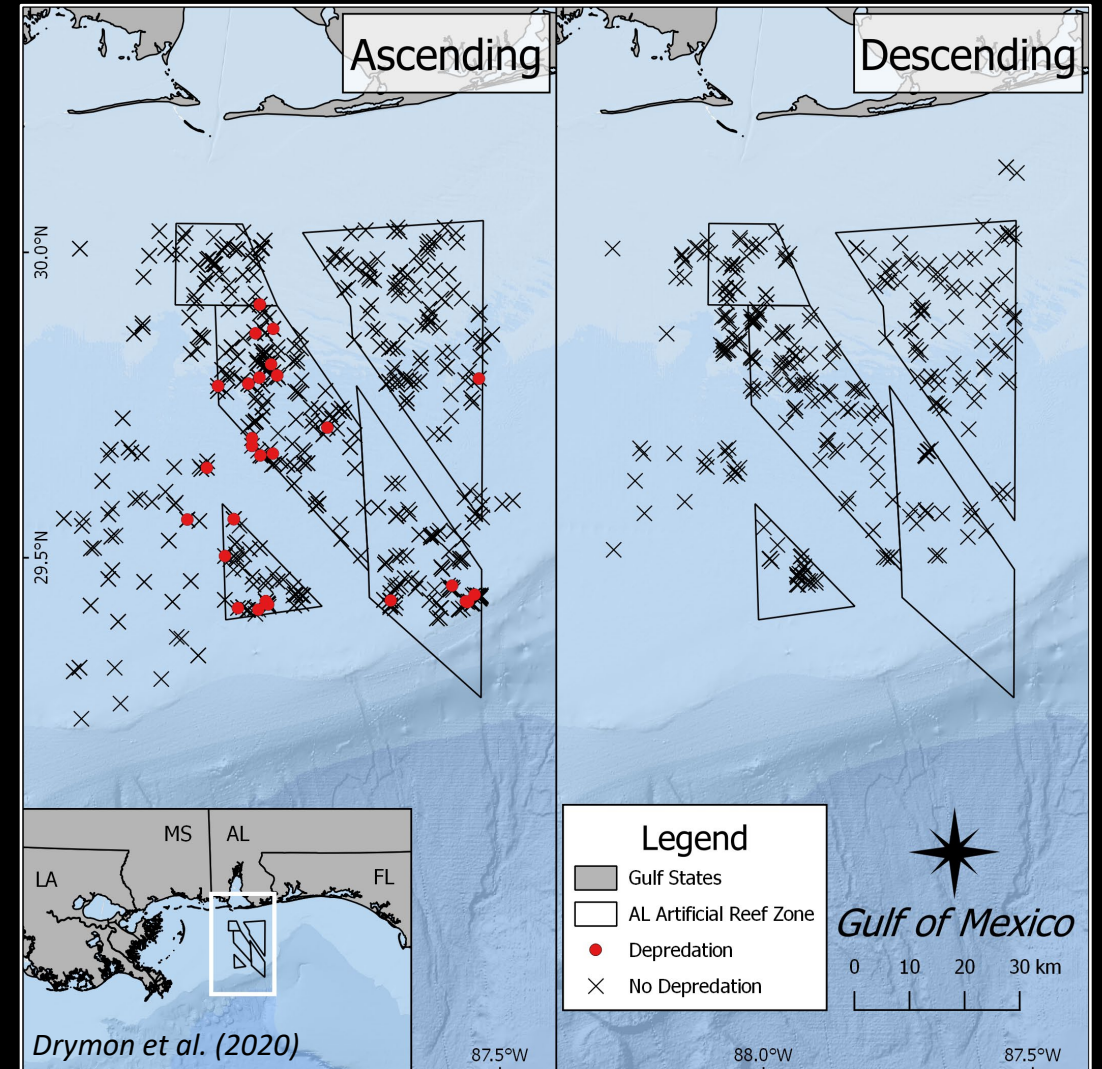 Ascending
Descending
30.0°N
29.5°N
MS
AL
LA
FL
Drymon et al. (2020)
87.5°W
Legend
Gulf States
AL Artificial Reef Zone
Depredation
No Depredation
Gulf of Mexico
0 10 20 30 km
88.0°W
87.5°W